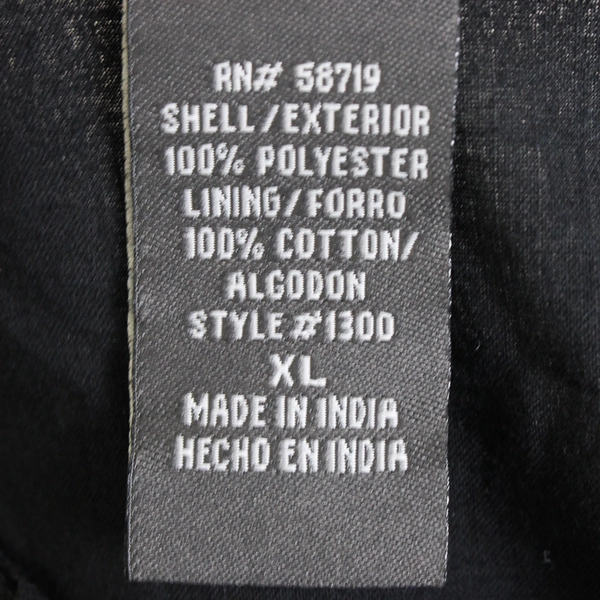 RN# 58719
SHELL/EXTERIOR
100% POLYESTER
LINING/FORRO
100% COTTON/
ALGODON
STYLE #1300
XL
MADE IN INDIA
HECHO EN INDIA